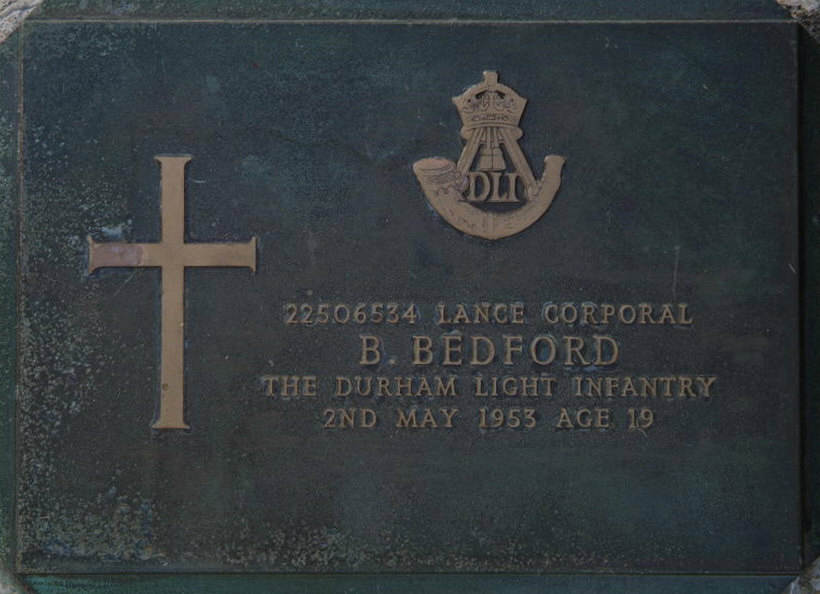 DLI
22506534 LANCE CORPORAL
B. BEDFORD
THE DURHAM LIGHT INFANTRY
2ND MAY 1953 AGE 19